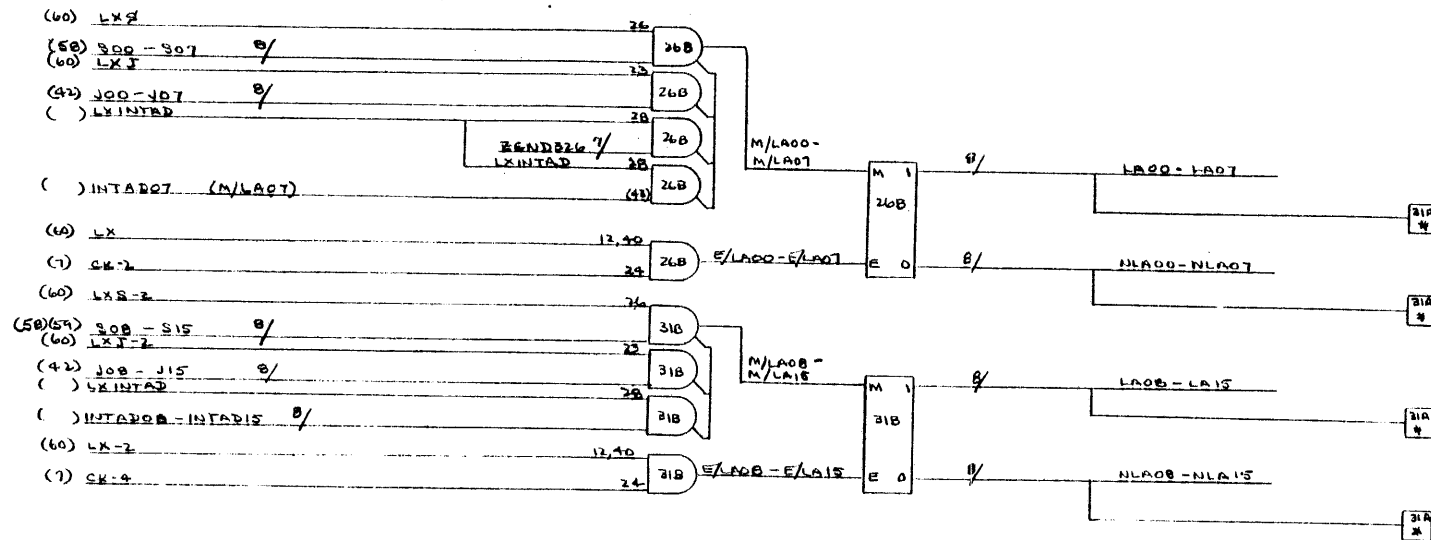 (60) LXS 26
26B
(58) S00 - S07 8/
(60) LXJ 23
26B
(42) J00 - J07 8/
( ) LXINTAD 28
26B
ZGND826 7/
LXINTAD 28
26B
( ) INTAD07 (M/LA07) (43)
M/LA00-
M/LA07
M 1
26B
E 0
8/ LA00 - LA07
31A
*
(60) LX 12,40
26B E/LA00 - E/LA07
(7) CK-2 24
8/ NLA00 - NLA07
31A
*
(60) LXS-2 26
31B
(58)(59) S08 - S15 8/
(60) LXJ-2 23
31B
(42) J08 - J15 8/
( ) LXINTAD 28
31B
( ) INTAD08 - INTAD15 8/
M/LA08 -
M/LA15
M 1
31B
E 0
8/ LA08 - LA15
31A
*
(60) LX-2 12,40
31B E/LA08 - E/LA15
(7) CK-4 24
8/ NLA08 - NLA15
31A
*